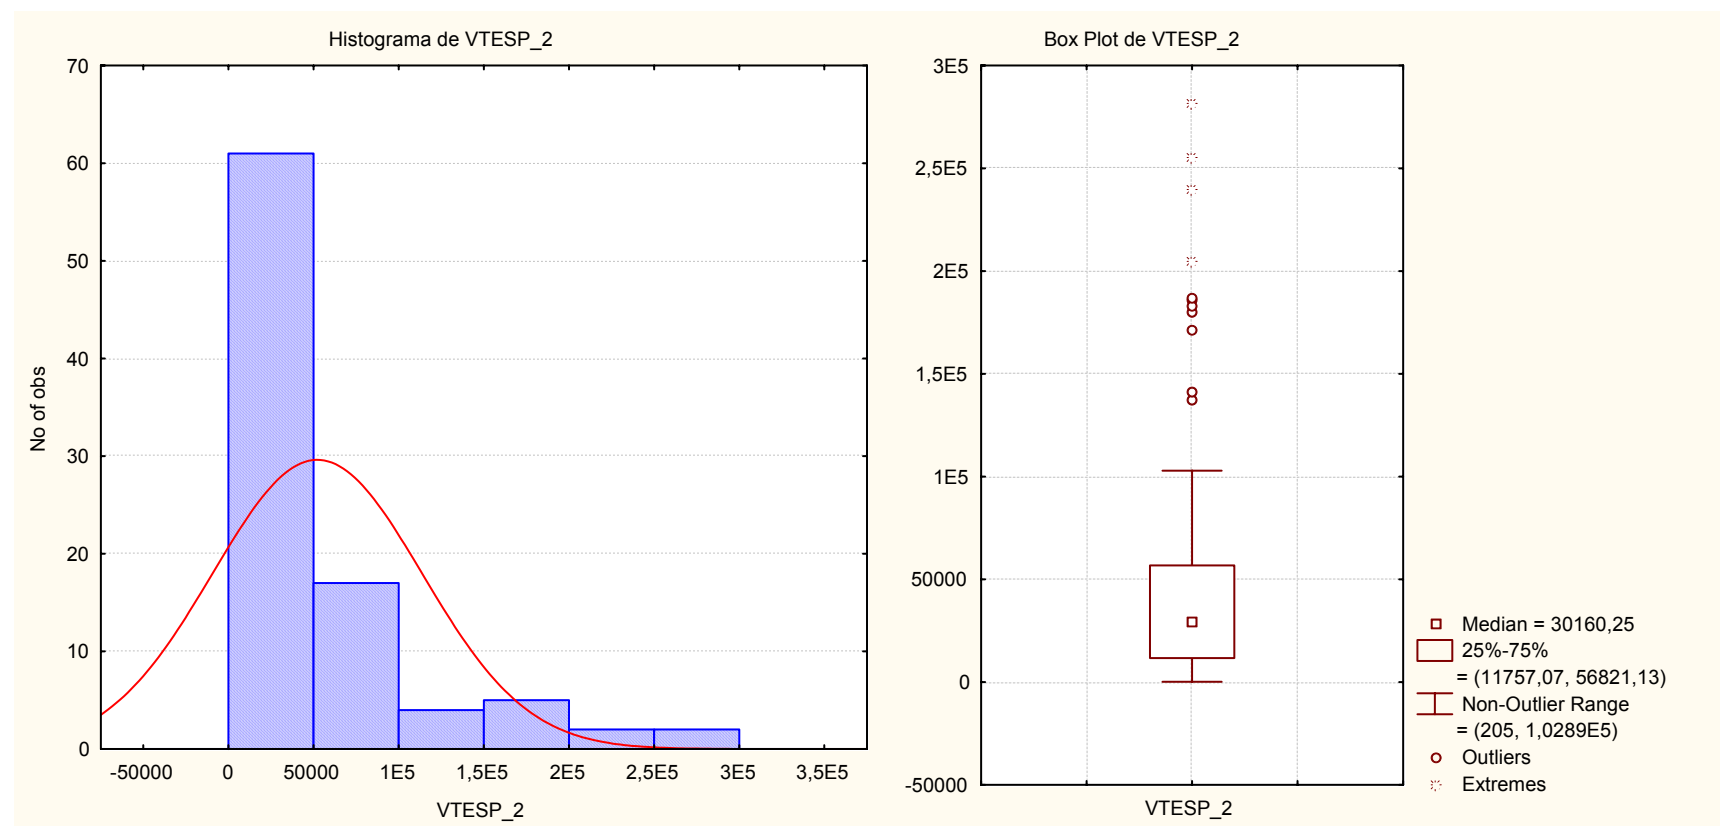 Histograma de VTESP_2
70
60
50
40
30
20
10
0
No of obs
-50000 0 50000 1E5 1,5E5 2E5 2,5E5 3E5 3,5E5
VTESP_2
Box Plot de VTESP_2
3E5
2,5E5
2E5
1,5E5
1E5
50000
0
-50000
VTESP_2
Median = 30160,25
25%-75%
= (11757,07, 56821,13)
Non-Outlier Range
= (205, 1,0289E5)
Outliers
Extremes